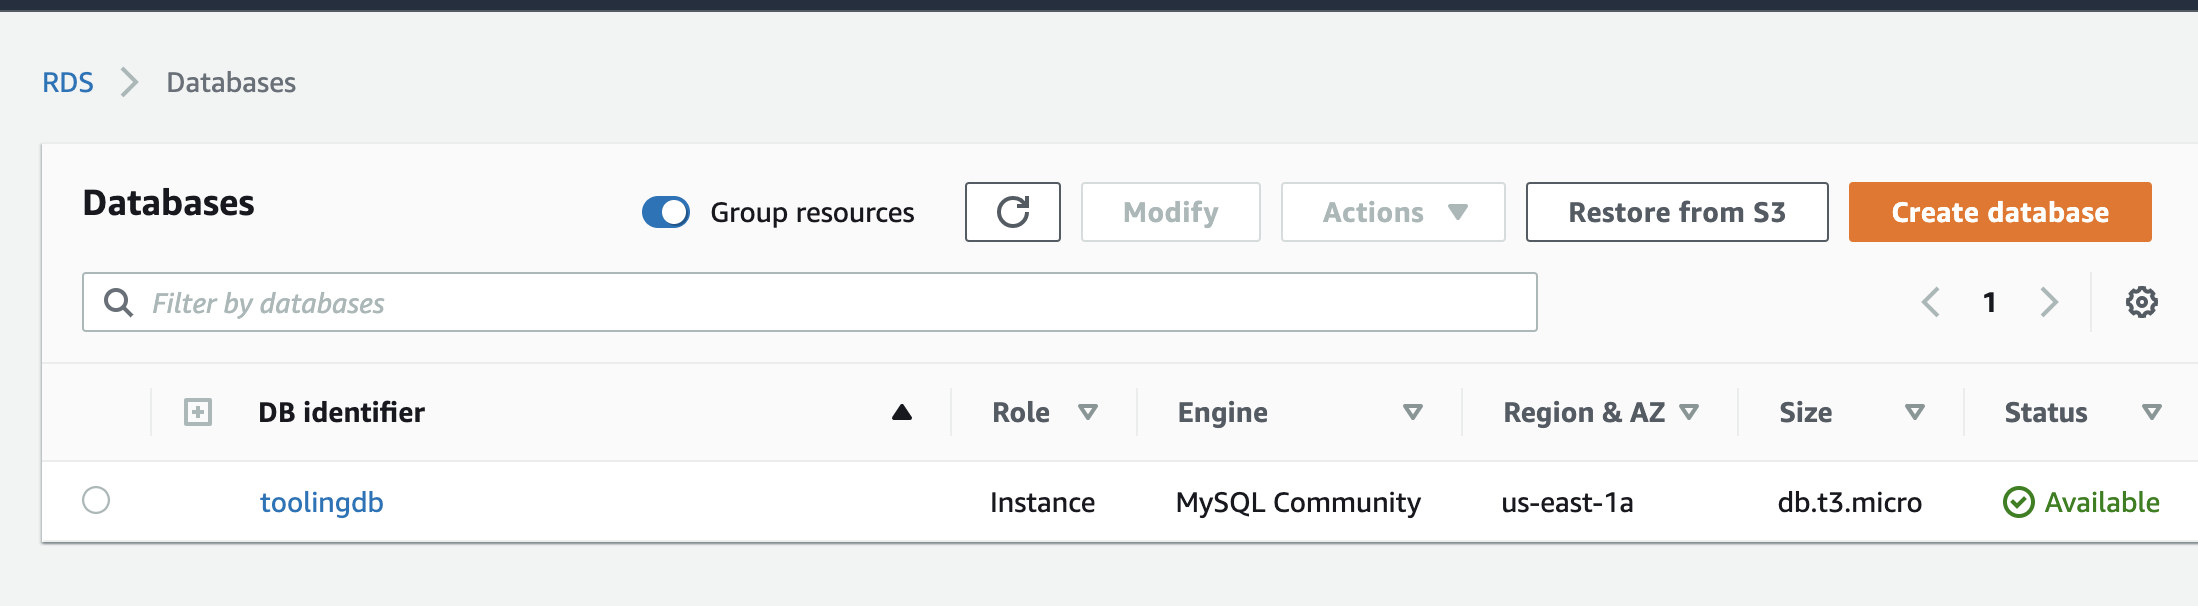 RDS > Databases
Databases Group resources Modify Actions Restore from S3 Create database
Filter by databases 1
DB identifier Role Engine Region & AZ Size Status
toolingdb Instance MySQL Community us-east-1a db.t3.micro Available